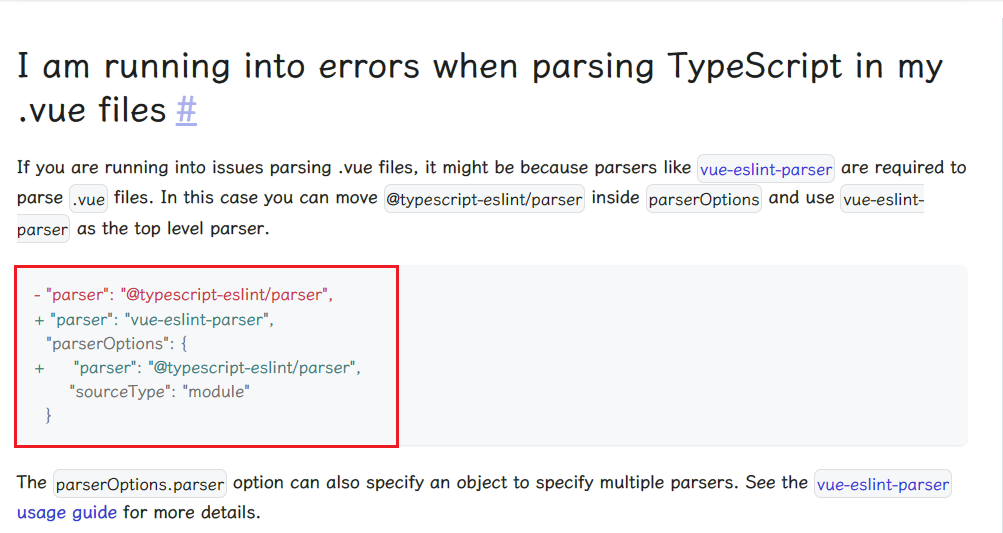 I am running into errors when parsing TypeScript in my
.vue files #
If you are running into issues parsing .vue files, it might be because parsers like vue-eslint-parser are required to
parse .vue files. In this case you can move @typescript-eslint/parser inside parserOptions and use vue-eslint-
parser as the top level parser.
- "parser": "@typescript-eslint/parser",
+ "parser": "vue-eslint-parser",
"parserOptions": {
+ "parser": "@typescript-eslint/parser",
"sourceType": "module"
}
The parserOptions.parser option can also specify an object to specify multiple parsers. See the vue-eslint-parser
usage guide for more details.